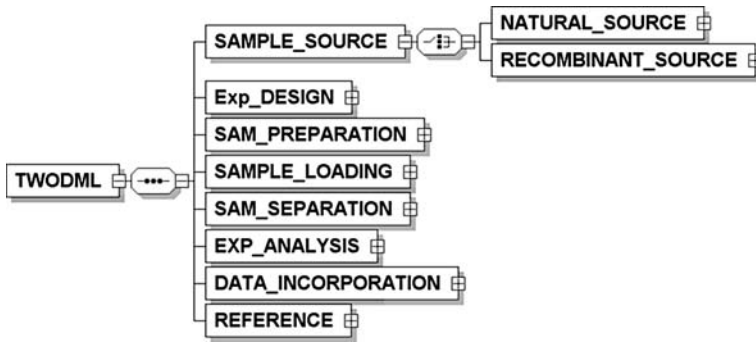 NATURAL_SOURCE
SAMPLE_SOURCE
RECOMBINANT_SOURCE
Exp_DESIGN
SAM_PREPARATION
SAMPLE_LOADING
TWODML
SAM_SEPARATION
EXP_ANALYSIS
DATA_INCORPORATION
REFERENCE